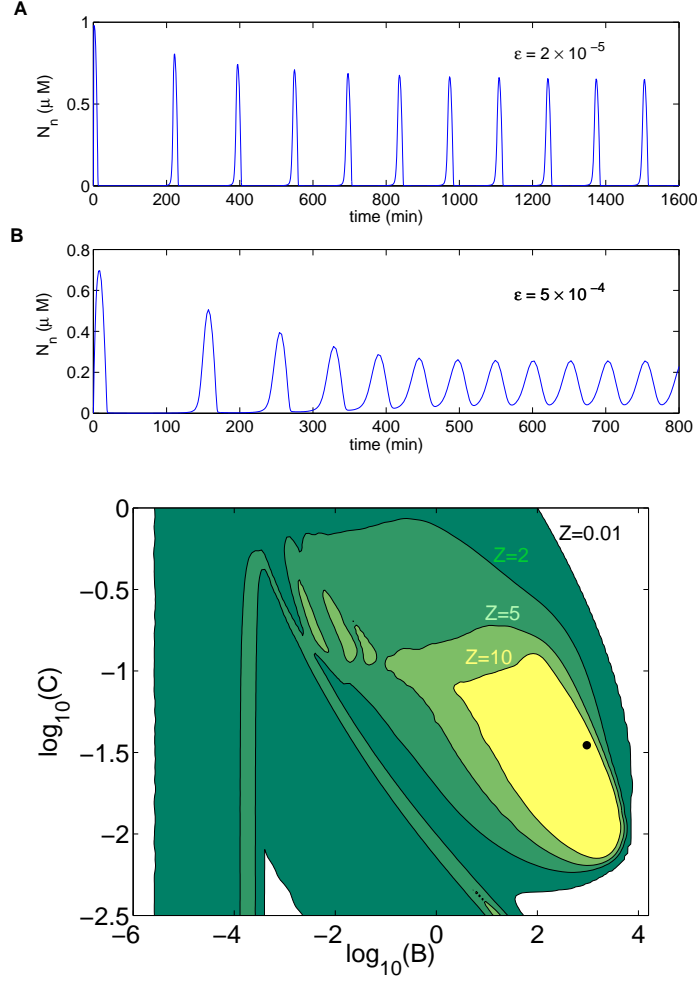 A
N_n (μ M)
1
0.5
0
ε = 2 × 10^−5
0 200 400 600 800 1000 1200 1400 1600
time (min)
B
N_n (μ M)
0.8
0.6
0.4
0.2
0
ε = 5 × 10^−4
0 100 200 300 400 500 600 700 800
time (min)
log_10(C)
0
−0.5
−1
−1.5
−2
−2.5
Z=0.01
Z=2
Z=5
Z=10
−6 −4 −2 0 2 4
log_10(B)